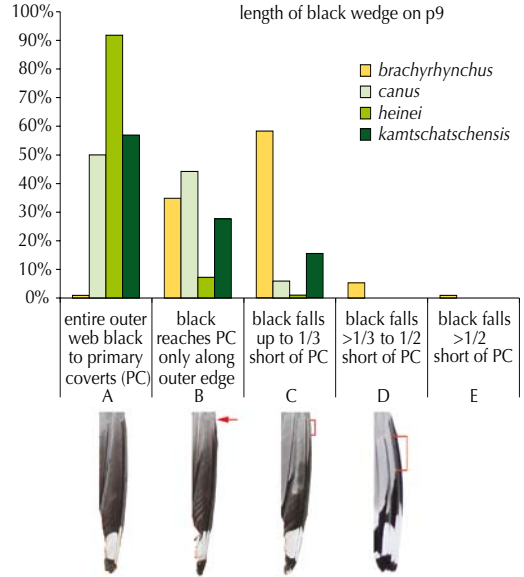 length of black wedge on p9
100%
90%
80%
70%
60%
50%
40%
30%
20%
10%
0%
brachyrhynchus
canus
heinei
kamtschatschensis
entire outer
web black
to primary
coverts (PC)
A
black
reaches PC
only along
outer edge
B
black falls
up to 1/3
short of PC
C
black falls
>1/3 to 1/2
short of PC
D
black falls
>1/2
short of PC
E